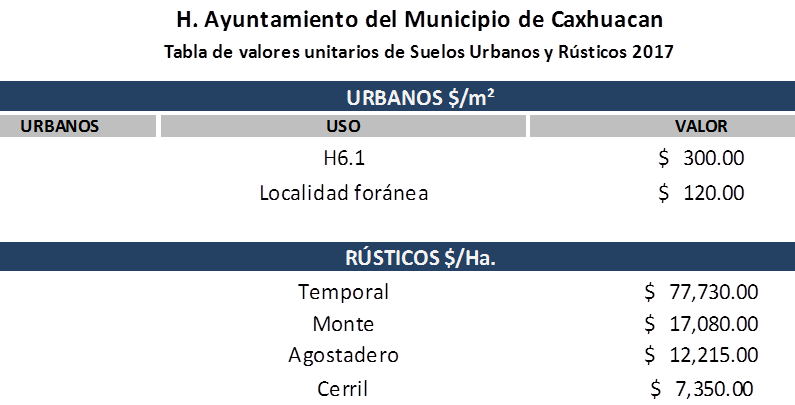 H. Ayuntamiento del Municipio de Caxhuacan
Tabla de valores unitarios de Suelos Urbanos y Rústicos 2017
URBANOS $/m²
URBANOS USO VALOR
H6.1 $ 300.00
Localidad foránea $ 120.00
RÚSTICOS $/Ha.
Temporal $ 77,730.00
Monte $ 17,080.00
Agostadero $ 12,215.00
Cerril $ 7,350.00